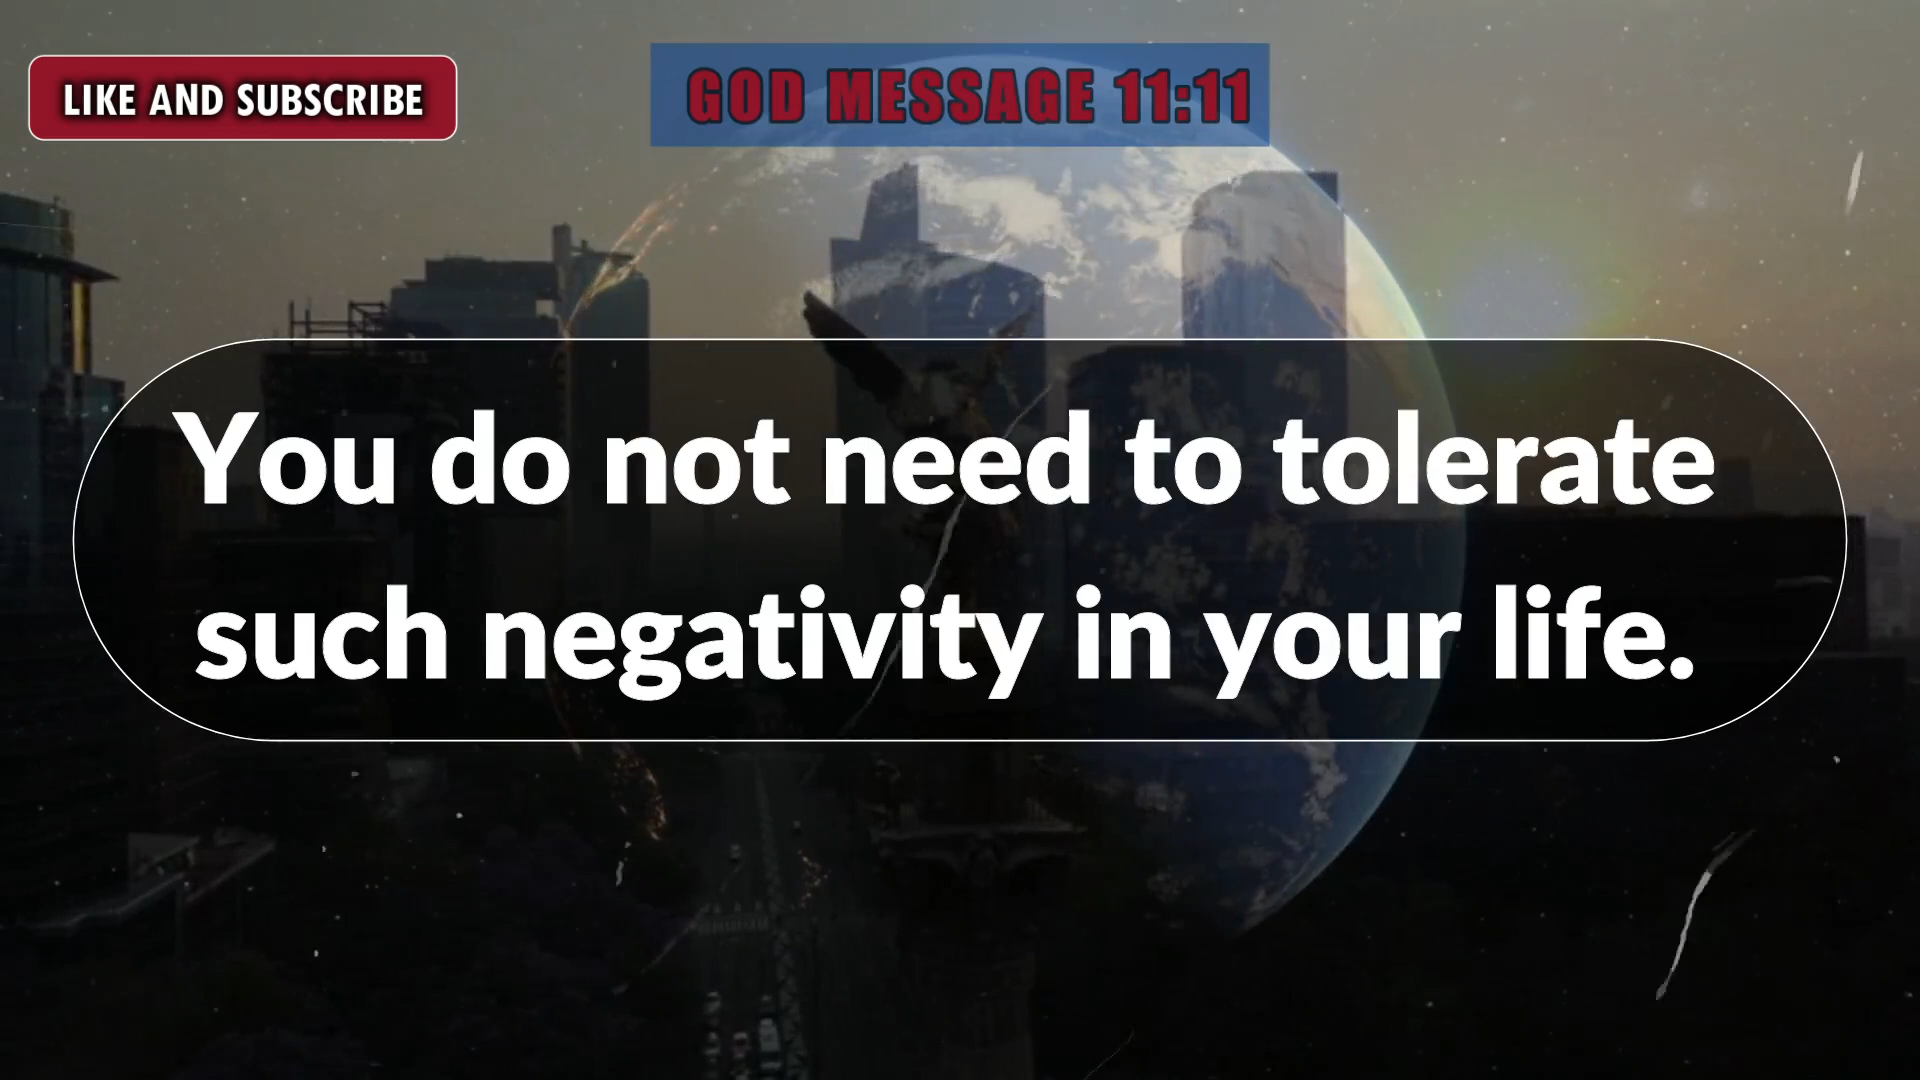 LIKE AND SUBSCRIBE
GOD MESSAGE 11:11
You do not need to tolerate
such negativity in your life.